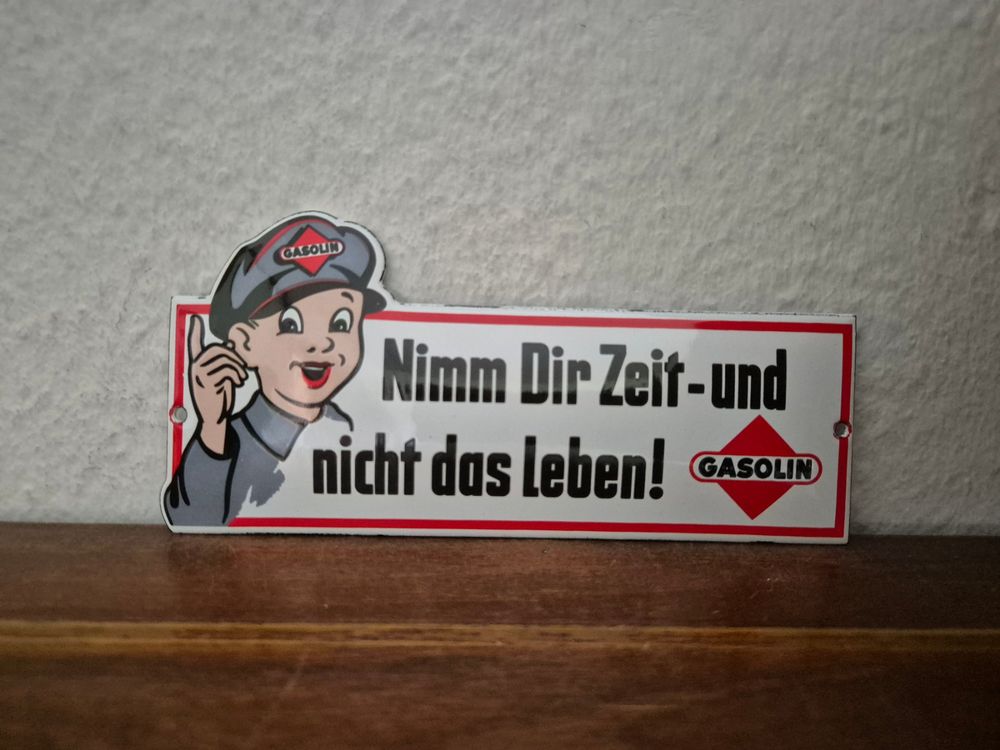 GASOLIN
Nimm Dir Zeit - und
nicht das Leben!
GASOLIN